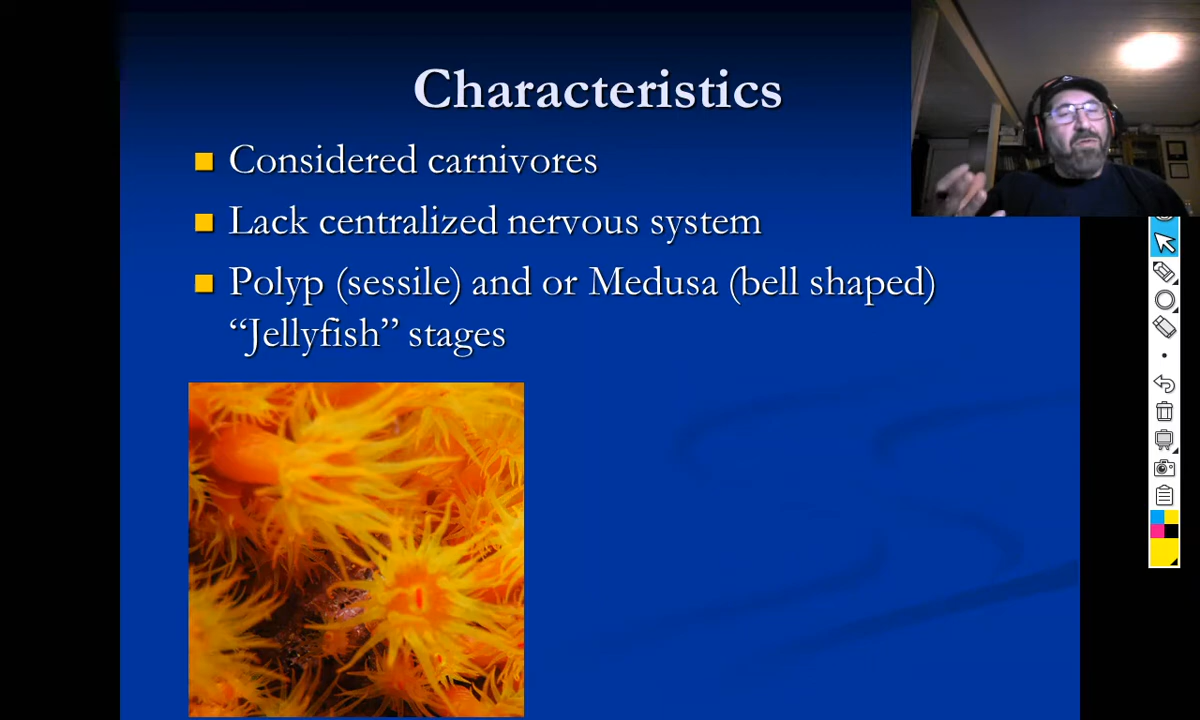 Characteristics
Considered carnivores
Lack centralized nervous system
Polyp (sessile) and or Medusa (bell shaped)
“Jellyfish” stages